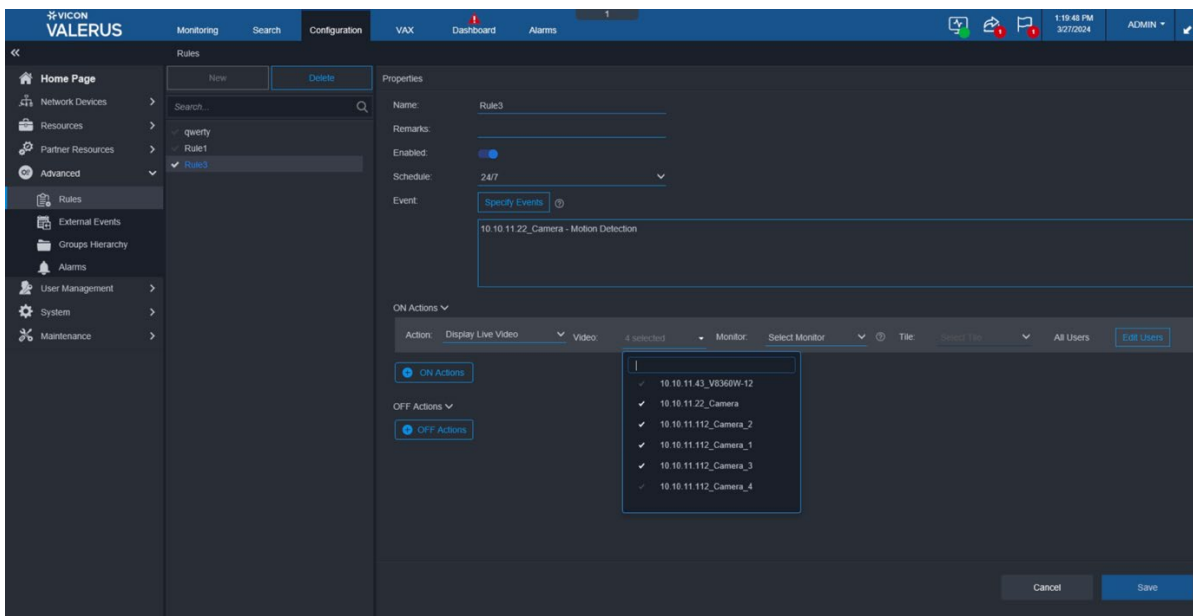 VICON
VALERUS
Monitoring Search Configuration VAX Dashboard Alarms
1
1:19:48 PM
3/27/2024
ADMIN
Rules
Home Page
Network Devices
Resources
Partner Resources
Advanced
Rules
External Events
Groups Hierarchy
Alarms
User Management
System
Maintenance
New Delete
Search...
qwerty
Rule1
Rule3
Properties
Name: Rule3
Remarks:
Enabled:
Schedule: 24/7
Event: Specify Events
10.10.11.22_Camera - Motion Detection
ON Actions
Action: Display Live Video Video: 4 selected Monitor: Select Monitor Tile: Select Tile All Users Edit Users
10.10.11.43_V8360W-12
10.10.11.22_Camera
10.10.11.112_Camera_2
10.10.11.112_Camera_1
10.10.11.112_Camera_3
10.10.11.112_Camera_4
ON Actions
OFF Actions
OFF Actions
Cancel Save